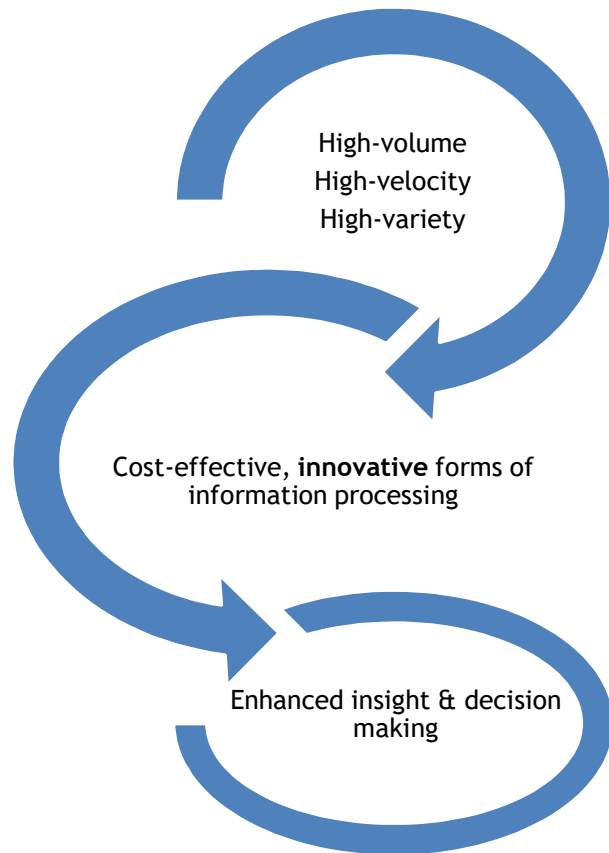 High-volume
High-velocity
High-variety
Cost-effective, innovative forms of
information processing
Enhanced insight & decision
making